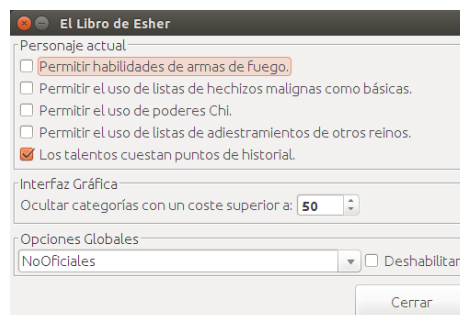 El Libro de Esher
Personaje actual
Permitir habilidades de armas de fuego.
Permitir el uso de listas de hechizos malignas como básicas.
Permitir el uso de poderes Chi.
Permitir el uso de listas de adiestramientos de otros reinos.
Los talentos cuestan puntos de historial.
Interfaz Gráfica
Ocultar categorías con un coste superior a: 50
Opciones Globales
NoOficiales Deshabilitar
Cerrar